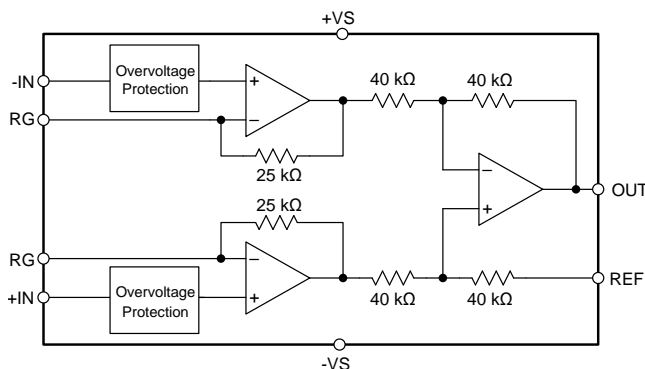 +VS
-IN
Overvoltage
Protection
+
−
40 kΩ
40 kΩ
RG
25 kΩ
−
+
OUT
25 kΩ
RG
−
+
+IN
Overvoltage
Protection
40 kΩ
40 kΩ
REF
-VS